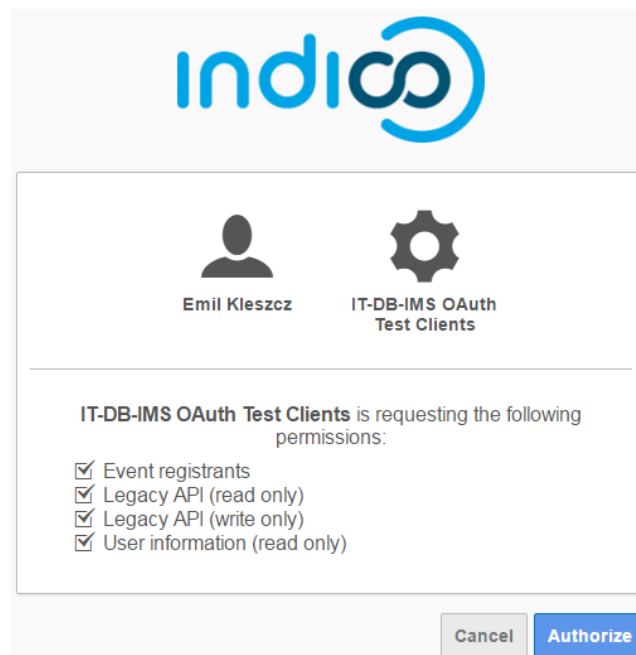 indico
Emil Kleszcz
IT-DB-IMS OAuth
Test Clients
IT-DB-IMS OAuth Test Clients is requesting the following
permissions:
Event registrants
Legacy API (read only)
Legacy API (write only)
User information (read only)
Cancel
Authorize